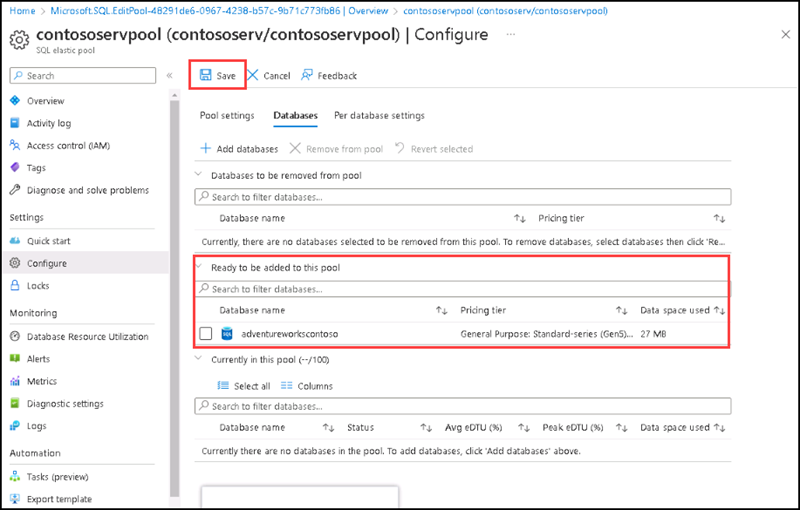 Home > Microsoft.SQL.EditPool-48291de6-0967-4238-b57c-9b71c773fb86 | Overview > contososervpool (contososerv/contososervpool)
contososervpool (contososerv/contososervpool) | Configure ...
SQL elastic pool
Search
Save Cancel Feedback
Overview
Activity log
Access control (IAM)
Tags
Diagnose and solve problems
Settings
Quick start
Configure
Locks
Monitoring
Database Resource Utilization
Alerts
Metrics
Diagnostic settings
Logs
Automation
Tasks (preview)
Export template
Pool settings Databases Per database settings
Add databases Remove from pool Revert selected
Databases to be removed from pool
Search to filter databases...
Database name Pricing tier
Currently, there are no databases selected to be removed from this pool. To remove databases, select databases then click 'Re...
Ready to be added to this pool
Search to filter databases...
Database name Pricing tier Data space used
SQL adventureworkscontoso General Purpose: Standard-series (Gen5)... 27 MB
Currently in this pool (--/100)
Select all Columns
Search to filter databases...
Database name Status Avg eDTU (%) Peak eDTU (%) Data space used
Currently there are no databases in the pool. To add databases, click 'Add databases' above.